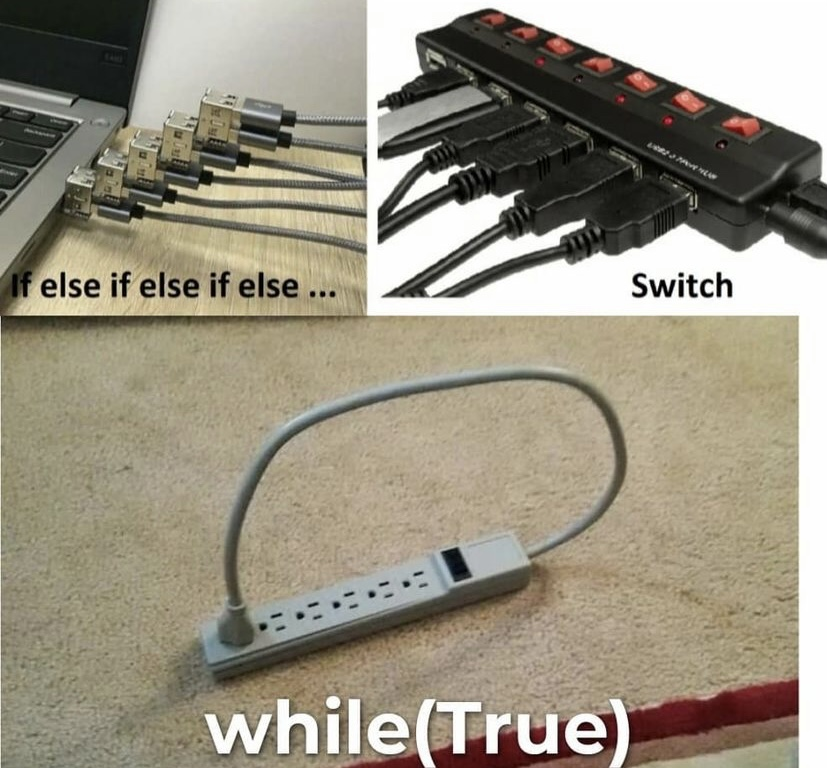 If else if else if else ...
Switch
while(True)